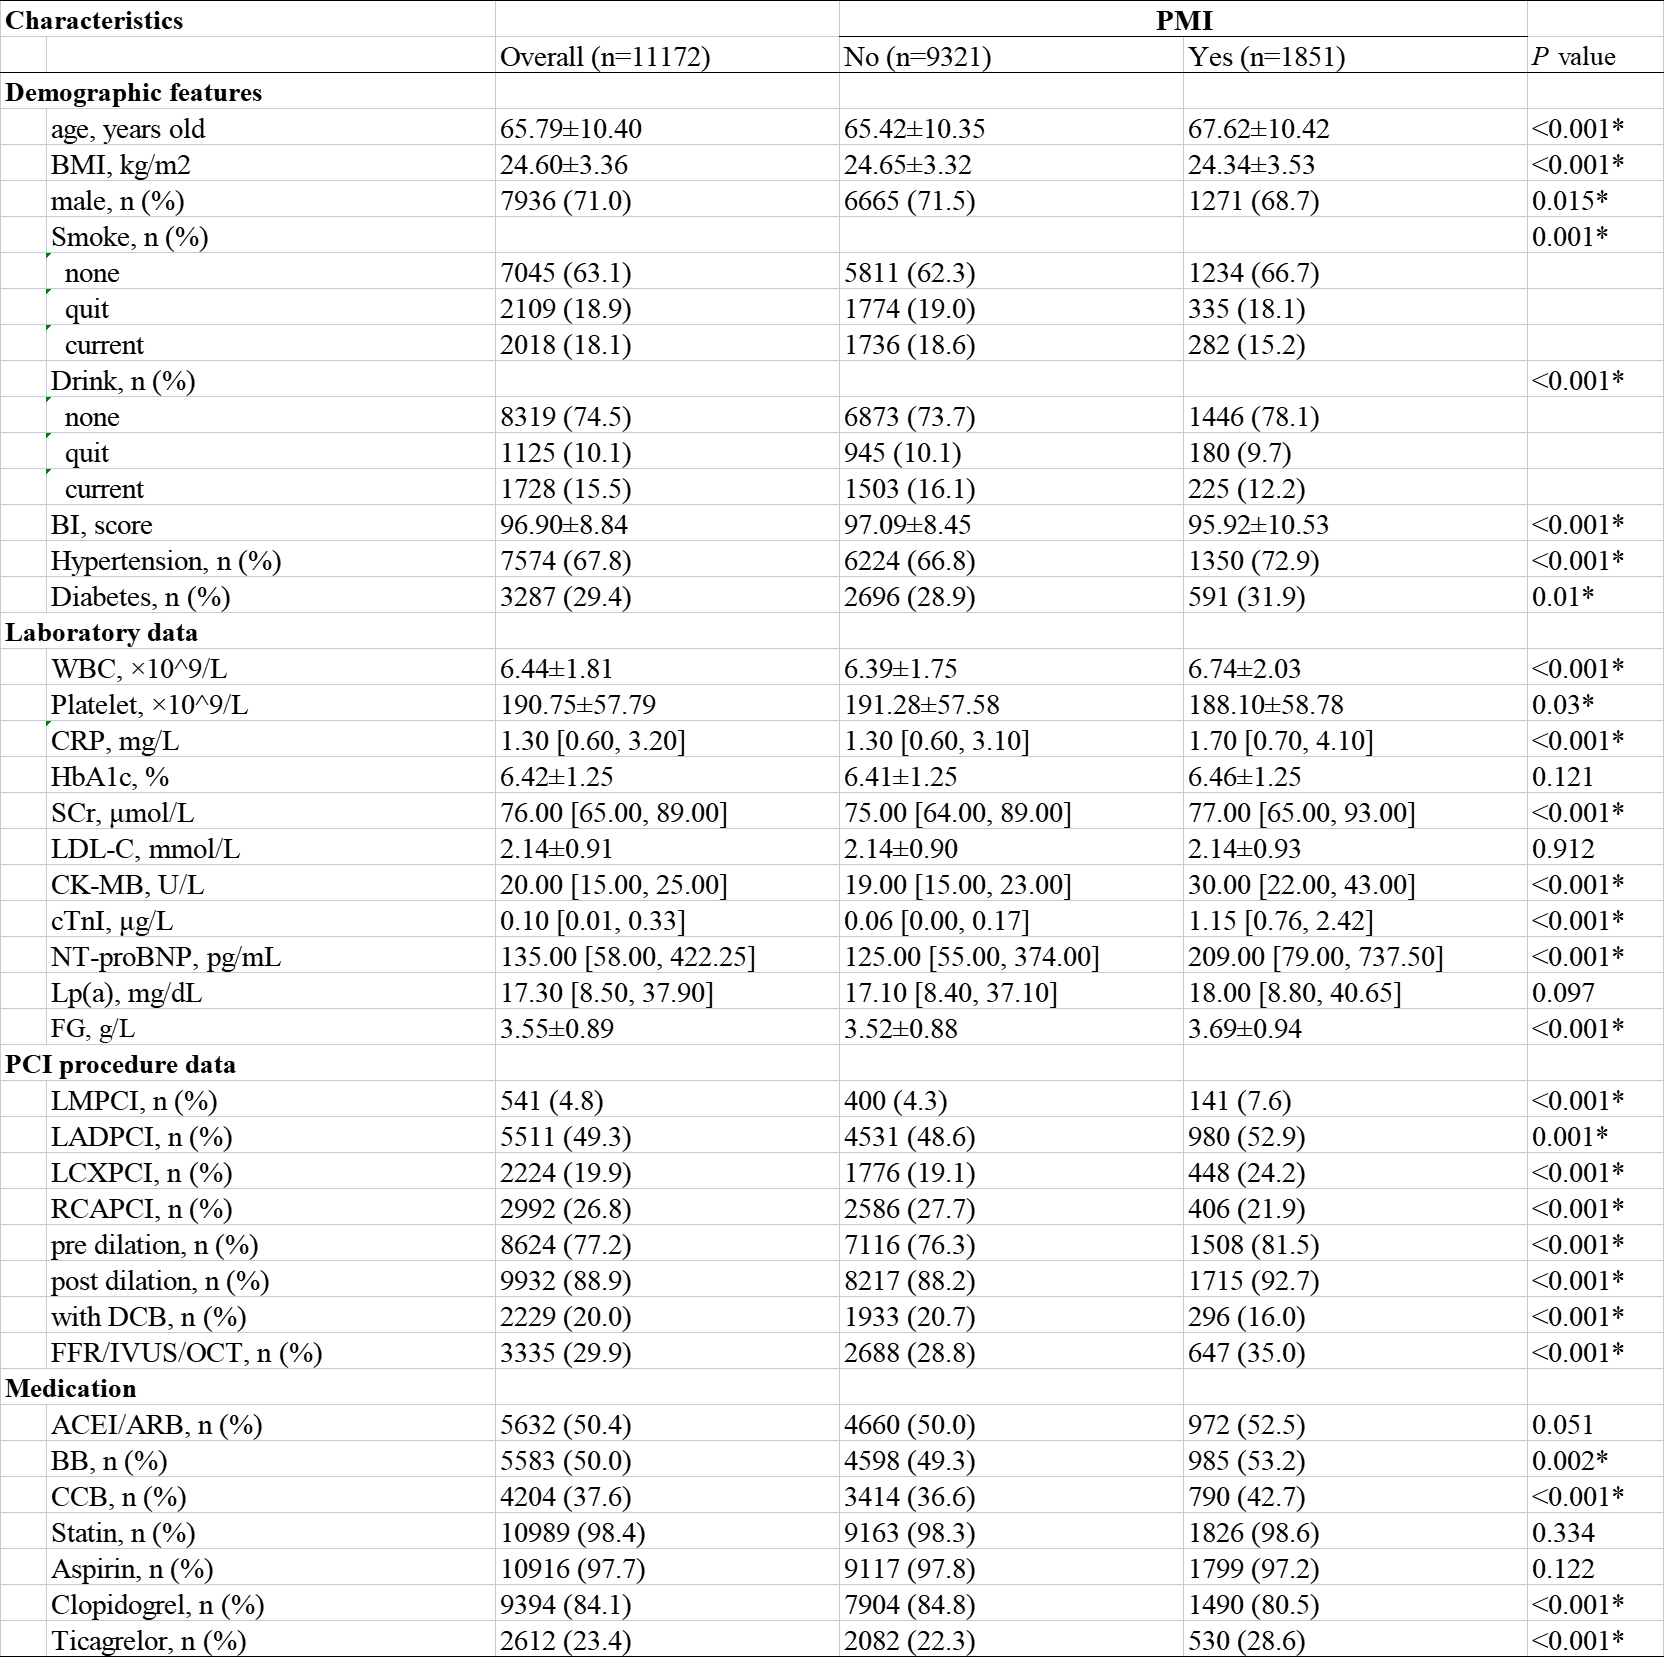 Characteristics PMI
Overall (n=11172) No (n=9321) Yes (n=1851) P value
Demographic features
age, years old 65.79±10.40 65.42±10.35 67.62±10.42 <0.001*
BMI, kg/m2 24.60±3.36 24.65±3.32 24.34±3.53 <0.001*
male, n (%) 7936 (71.0) 6665 (71.5) 1271 (68.7) 0.015*
Smoke, n (%) 0.001*
none 7045 (63.1) 5811 (62.3) 1234 (66.7)
quit 2109 (18.9) 1774 (19.0) 335 (18.1)
current 2018 (18.1) 1736 (18.6) 282 (15.2)
Drink, n (%) <0.001*
none 8319 (74.5) 6873 (73.7) 1446 (78.1)
quit 1125 (10.1) 945 (10.1) 180 (9.7)
current 1728 (15.5) 1503 (16.1) 225 (12.2)
BI, score 96.90±8.84 97.09±8.45 95.92±10.53 <0.001*
Hypertension, n (%) 7574 (67.8) 6224 (66.8) 1350 (72.9) <0.001*
Diabetes, n (%) 3287 (29.4) 2696 (28.9) 591 (31.9) 0.01*
Laboratory data
WBC, ×10^9/L 6.44±1.81 6.39±1.75 6.74±2.03 <0.001*
Platelet, ×10^9/L 190.75±57.79 191.28±57.58 188.10±58.78 0.03*
CRP, mg/L 1.30 [0.60, 3.20] 1.30 [0.60, 3.10] 1.70 [0.70, 4.10] <0.001*
HbA1c, % 6.42±1.25 6.41±1.25 6.46±1.25 0.121
SCr, μmol/L 76.00 [65.00, 89.00] 75.00 [64.00, 89.00] 77.00 [65.00, 93.00] <0.001*
LDL-C, mmol/L 2.14±0.91 2.14±0.90 2.14±0.93 0.912
CK-MB, U/L 20.00 [15.00, 25.00] 19.00 [15.00, 23.00] 30.00 [22.00, 43.00] <0.001*
cTnI, μg/L 0.10 [0.01, 0.33] 0.06 [0.00, 0.17] 1.15 [0.76, 2.42] <0.001*
NT-proBNP, pg/mL 135.00 [58.00, 422.25] 125.00 [55.00, 374.00] 209.00 [79.00, 737.50] <0.001*
Lp(a), mg/dL 17.30 [8.50, 37.90] 17.10 [8.40, 37.10] 18.00 [8.80, 40.65] 0.097
FG, g/L 3.55±0.89 3.52±0.88 3.69±0.94 <0.001*
PCI procedure data
LMPCI, n (%) 541 (4.8) 400 (4.3) 141 (7.6) <0.001*
LADPCI, n (%) 5511 (49.3) 4531 (48.6) 980 (52.9) 0.001*
LCXPCI, n (%) 2224 (19.9) 1776 (19.1) 448 (24.2) <0.001*
RCAPCI, n (%) 2992 (26.8) 2586 (27.7) 406 (21.9) <0.001*
pre dilation, n (%) 8624 (77.2) 7116 (76.3) 1508 (81.5) <0.001*
post dilation, n (%) 9932 (88.9) 8217 (88.2) 1715 (92.7) <0.001*
with DCB, n (%) 2229 (20.0) 1933 (20.7) 296 (16.0) <0.001*
FFR/IVUS/OCT, n (%) 3335 (29.9) 2688 (28.8) 647 (35.0) <0.001*
Medication
ACEI/ARB, n (%) 5632 (50.4) 4660 (50.0) 972 (52.5) 0.051
BB, n (%) 5583 (50.0) 4598 (49.3) 985 (53.2) 0.002*
CCB, n (%) 4204 (37.6) 3414 (36.6) 790 (42.7) <0.001*
Statin, n (%) 10989 (98.4) 9163 (98.3) 1826 (98.6) 0.334
Aspirin, n (%) 10916 (97.7) 9117 (97.8) 1799 (97.2) 0.122
Clopidogrel, n (%) 9394 (84.1) 7904 (84.8) 1490 (80.5) <0.001*
Ticagrelor, n (%) 2612 (23.4) 2082 (22.3) 530 (28.6) <0.001*